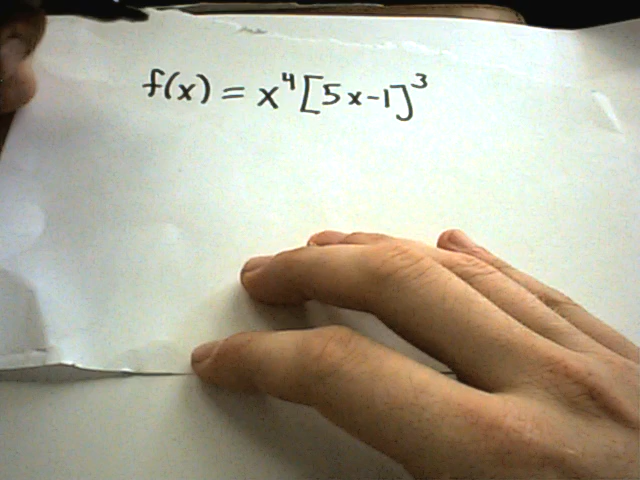 f(x) = x⁴[5x-1]³